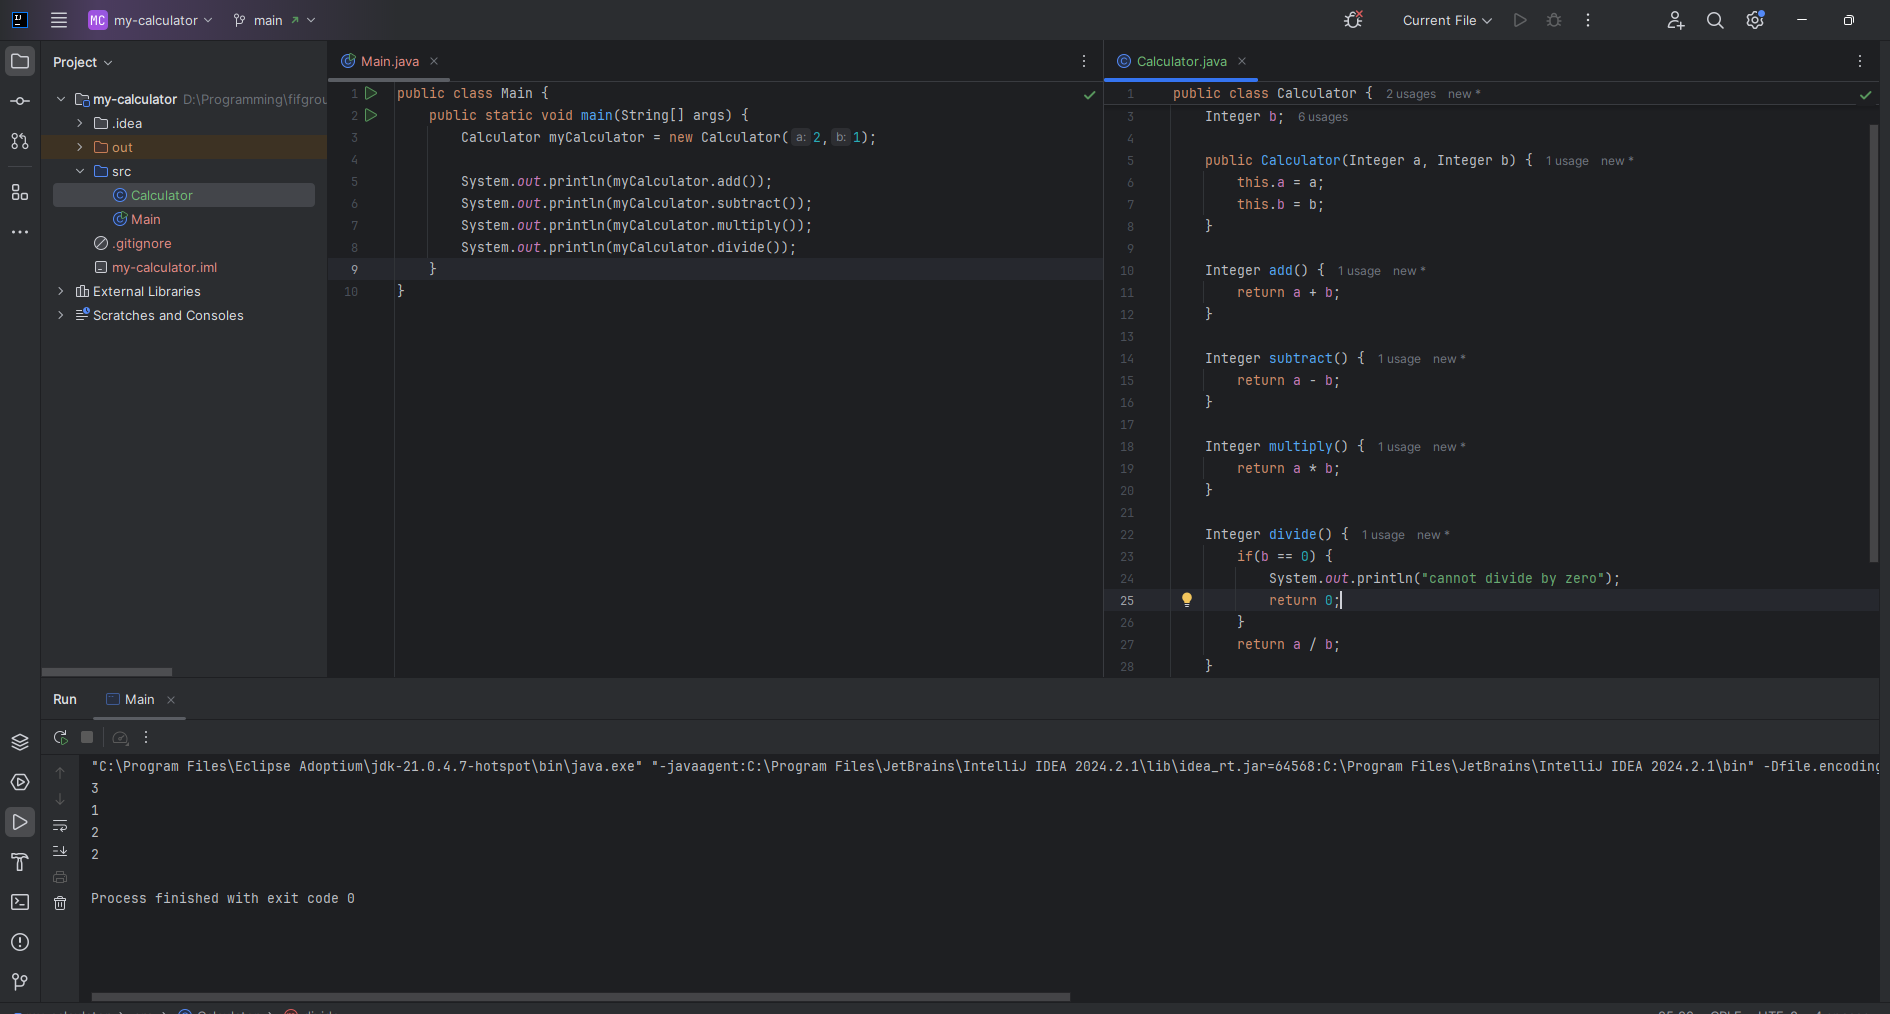 MC my-calculator main Current File
Project
my-calculator D:\Programming\fifgrou
.idea
out
src
Calculator
Main
.gitignore
my-calculator.iml
External Libraries
Scratches and Consoles
Main.java
1 public class Main {
2 public static void main(String[] args) {
3 Calculator myCalculator = new Calculator( a: 2, b: 1);
4
5 System.out.println(myCalculator.add());
6 System.out.println(myCalculator.subtract());
7 System.out.println(myCalculator.multiply());
8 System.out.println(myCalculator.divide());
9 }
10 }
Calculator.java
1 public class Calculator { 2 usages new *
3 Integer b; 6 usages
4
5 public Calculator(Integer a, Integer b) { 1 usage new *
6 this.a = a;
7 this.b = b;
8 }
9
10 Integer add() { 1 usage new *
11 return a + b;
12 }
13
14 Integer subtract() { 1 usage new *
15 return a - b;
16 }
17
18 Integer multiply() { 1 usage new *
19 return a * b;
20 }
21
22 Integer divide() { 1 usage new *
23 if(b == 0) {
24 System.out.println("cannot divide by zero");
25 return 0;
26 }
27 return a / b;
28 }
Run Main
"C:\Program Files\Eclipse Adoptium\jdk-21.0.4.7-hotspot\bin\java.exe" "-javaagent:C:\Program Files\JetBrains\IntelliJ IDEA 2024.2.1\lib\idea_rt.jar=64568:C:\Program Files\JetBrains\IntelliJ IDEA 2024.2.1\bin" -Dfile.encoding
3
1
2
2
Process finished with exit code 0